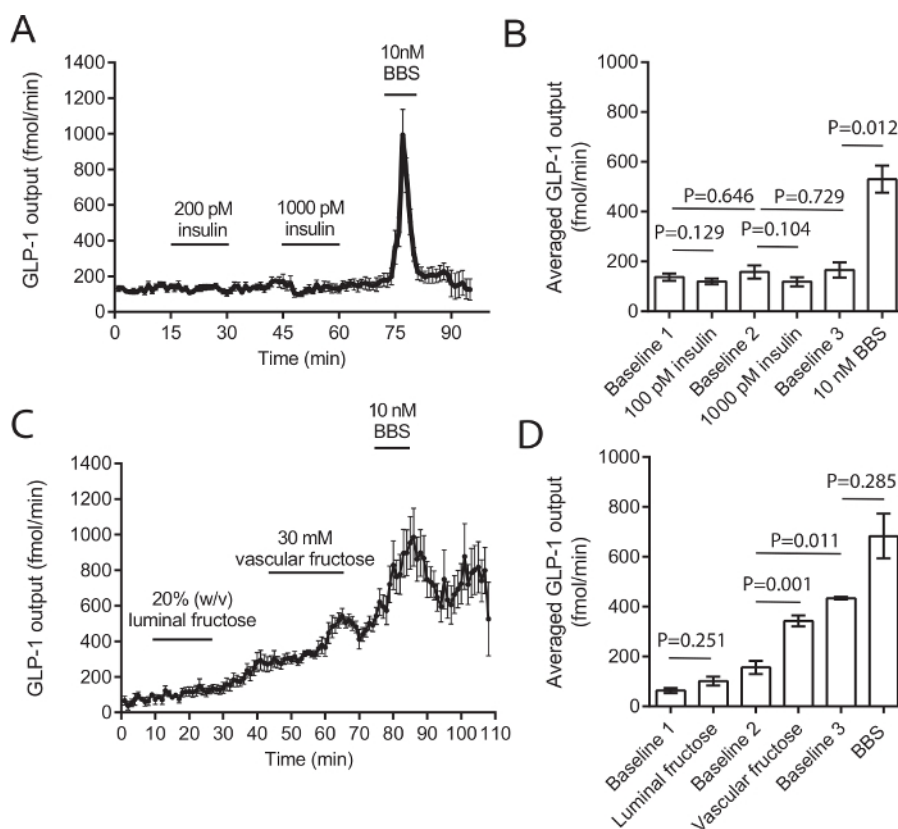 A
10nM
BBS
GLP-1 output (fmol/min)
1400
1200
1000
800
600
400
200
0
200 pM
insulin
1000 pM
insulin
0 15 30 45 60 75 90
Time (min)
B
Averaged GLP-1 output
(fmol/min)
1000
800
600
400
200
0
P=0.012
P=0.646
P=0.729
P=0.129
P=0.104
Baseline 1
100 pM insulin
Baseline 2
1000 pM insulin
Baseline 3
10 nM BBS
C
10 nM
BBS
GLP-1 output (fmol/min)
1400
1200
1000
800
600
400
200
0
30 mM
vascular fructose
20% (w/v)
luminal fructose
0 10 20 30 40 50 60 70 80 90 100 110
Time (min)
D
Averaged GLP-1 output
(fmol/min)
1000
800
600
400
200
0
P=0.285
P=0.011
P=0.001
P=0.251
Baseline 1
Luminal fructose
Baseline 2
Vascular fructose
Baseline 3
BBS